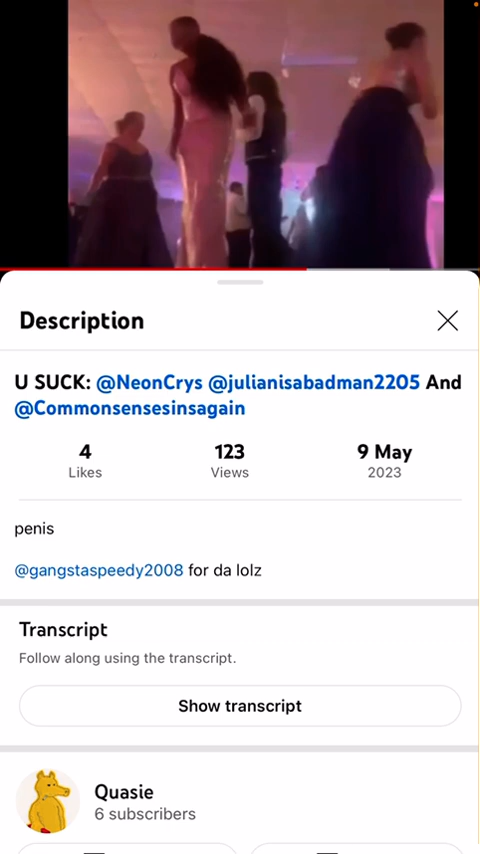 Description
U SUCK: @NeonCrys @julianisabadman2205 And
@Commonsensesinsagain
4
123
9 May
Likes
Views
2023
penis
@gangstaspeedy2008 for da lolz
Transcript
Follow along using the transcript.
Show transcript
Quasie
6 subscribers